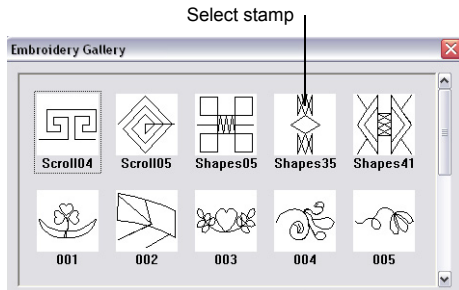 Select stamp
Embroidery Gallery
Scroll04 Scroll05 Shapes05 Shapes35 Shapes41
001 002 003 004 005